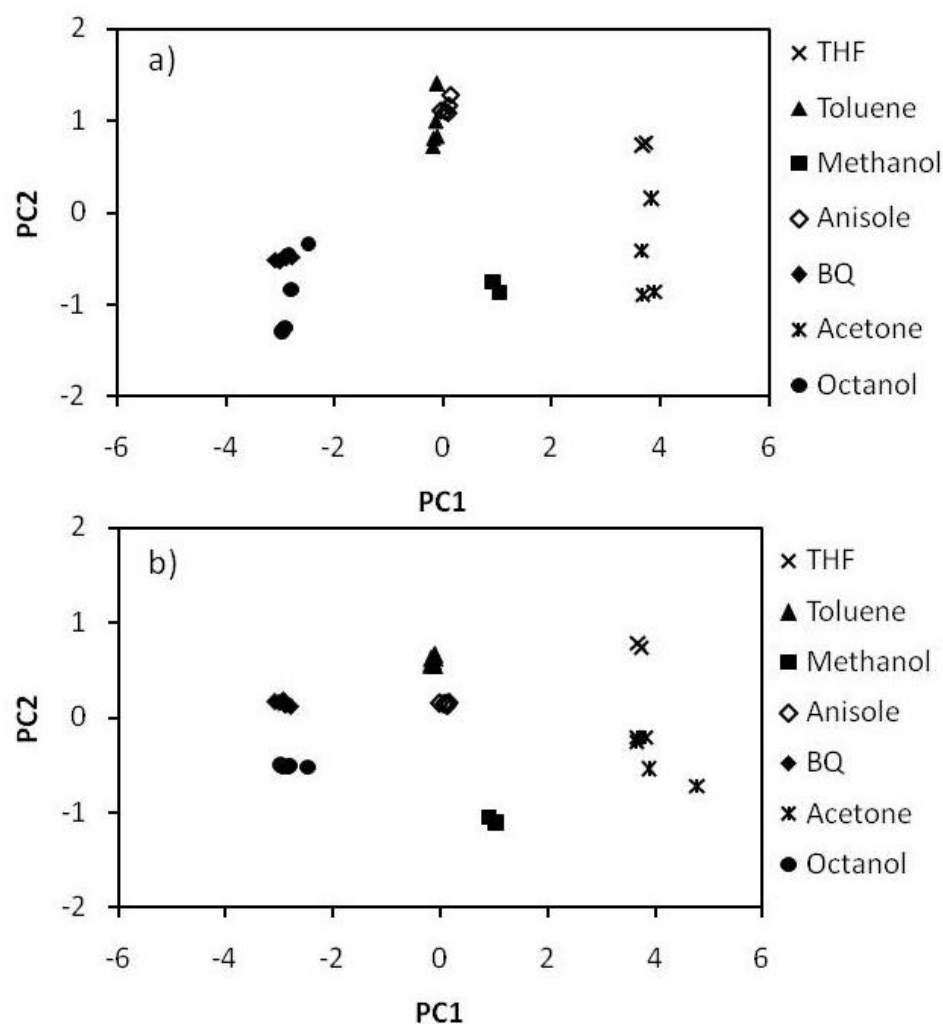 a)
2
1
0
-1
-2
PC2
-6 -4 -2 0 2 4 6
PC1
THF
Toluene
Methanol
Anisole
BQ
Acetone
Octanol
b)
2
1
0
-1
-2
PC2
-6 -4 -2 0 2 4 6
PC1
THF
Toluene
Methanol
Anisole
BQ
Acetone
Octanol